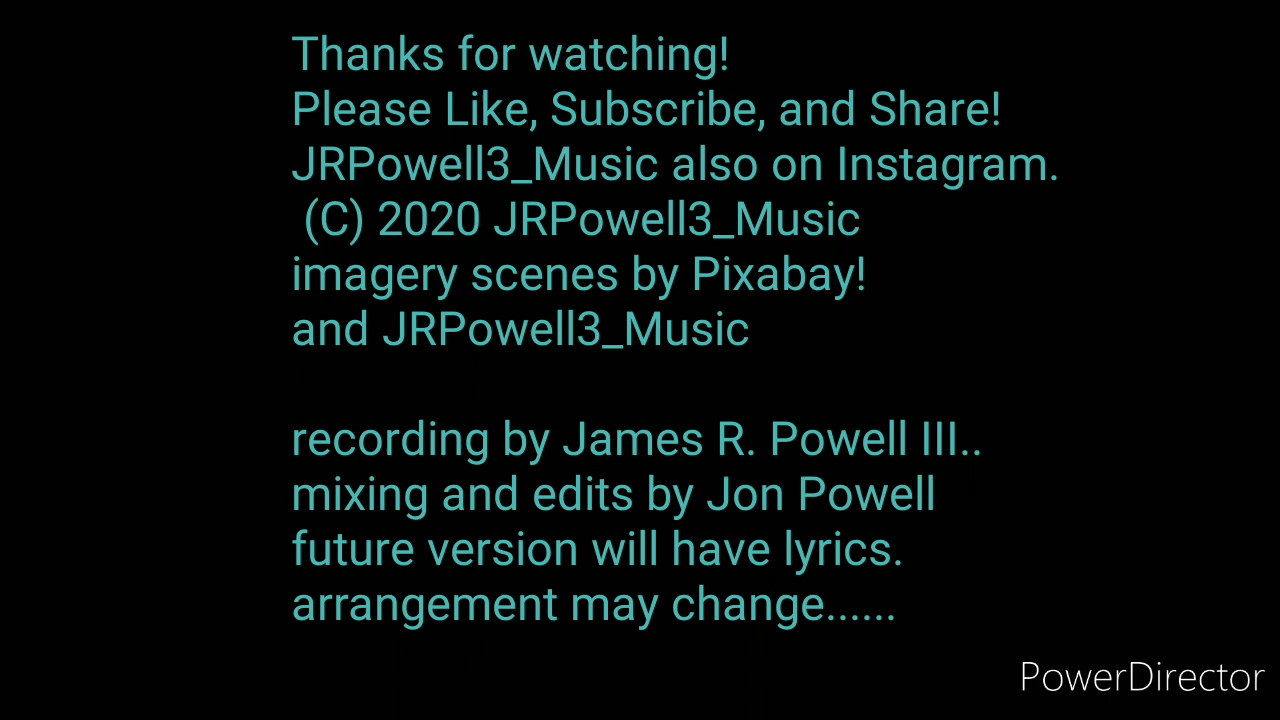 Thanks for watching!
Please Like, Subscribe, and Share!
JRPowell3_Music also on Instagram.
(C) 2020 JRPowell3_Music
imagery scenes by Pixabay!
and JRPowell3_Music
recording by James R. Powell III..
mixing and edits by Jon Powell
future version will have lyrics.
arrangement may change......
PowerDirector